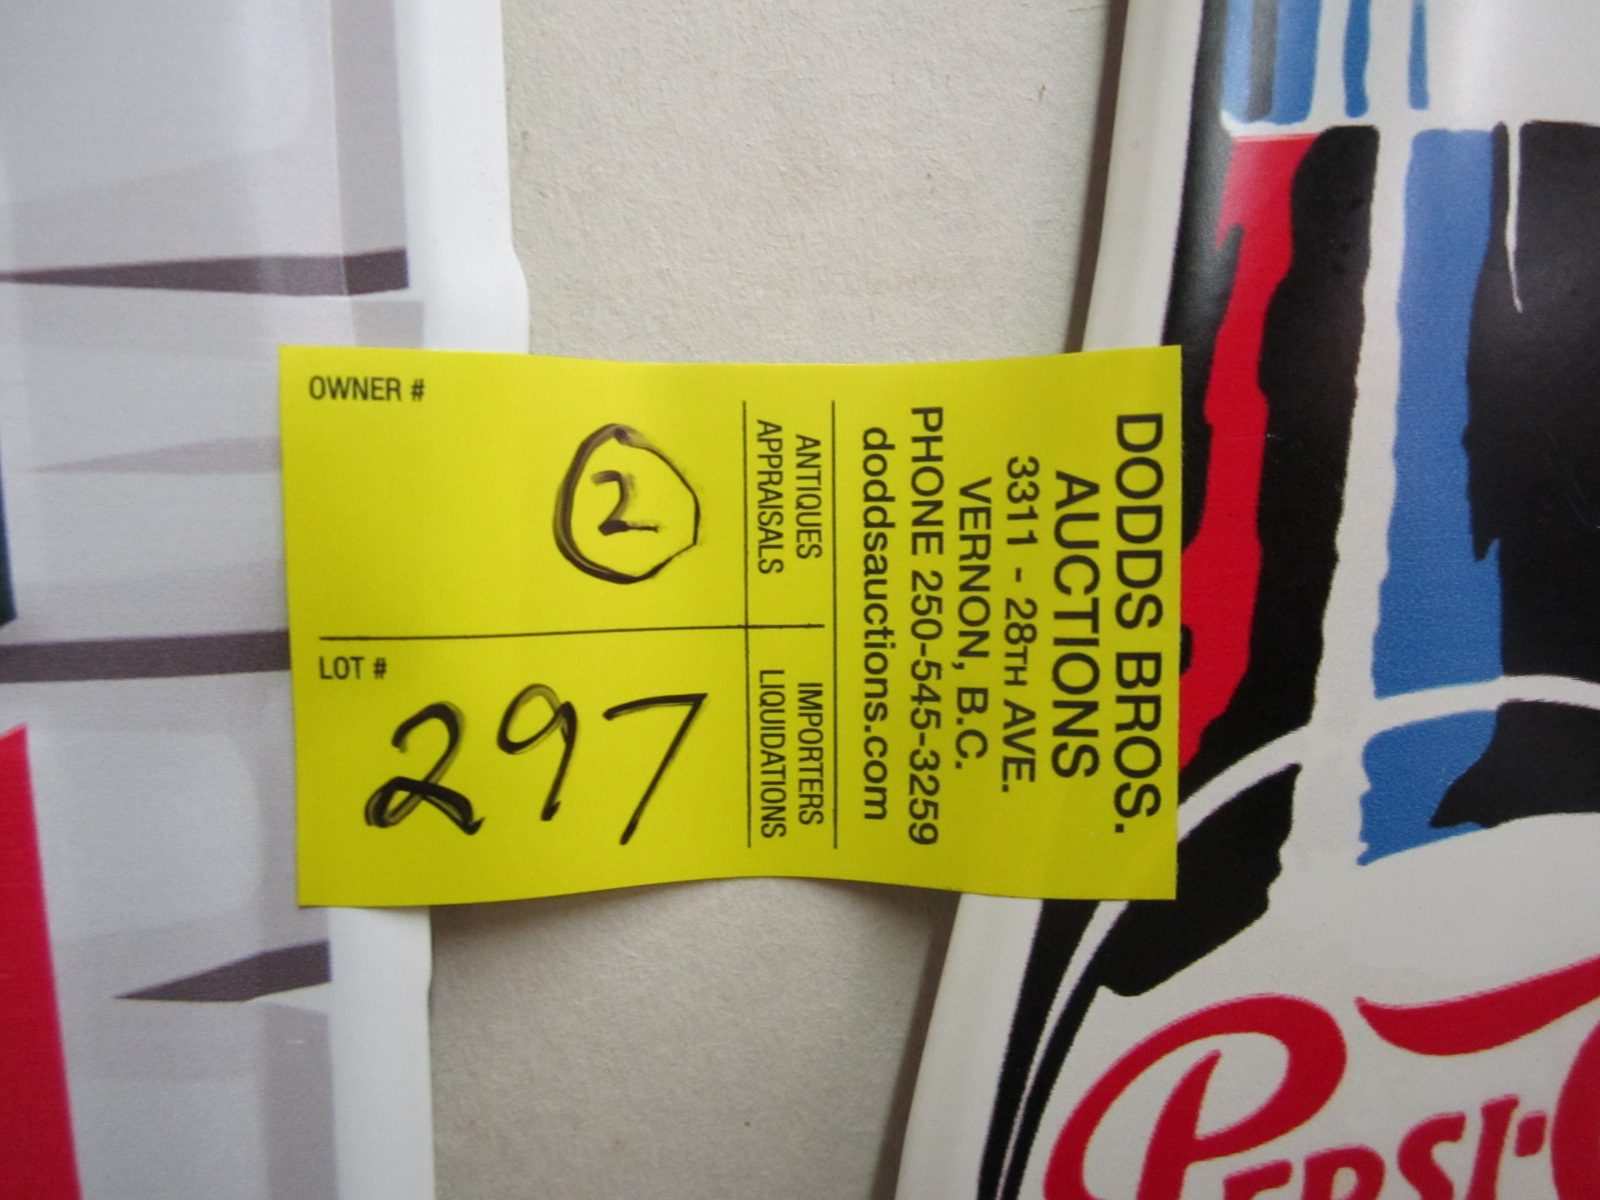 DODDS BROS.
AUCTIONS
3311 - 28TH AVE.
VERNON, B.C.
PHONE 250-545-3259
doddsauctions.com
ANTIQUES IMPORTERS
APPRAISALS LIQUIDATIONS
OWNER #
2
LOT #
297
PEPSI-